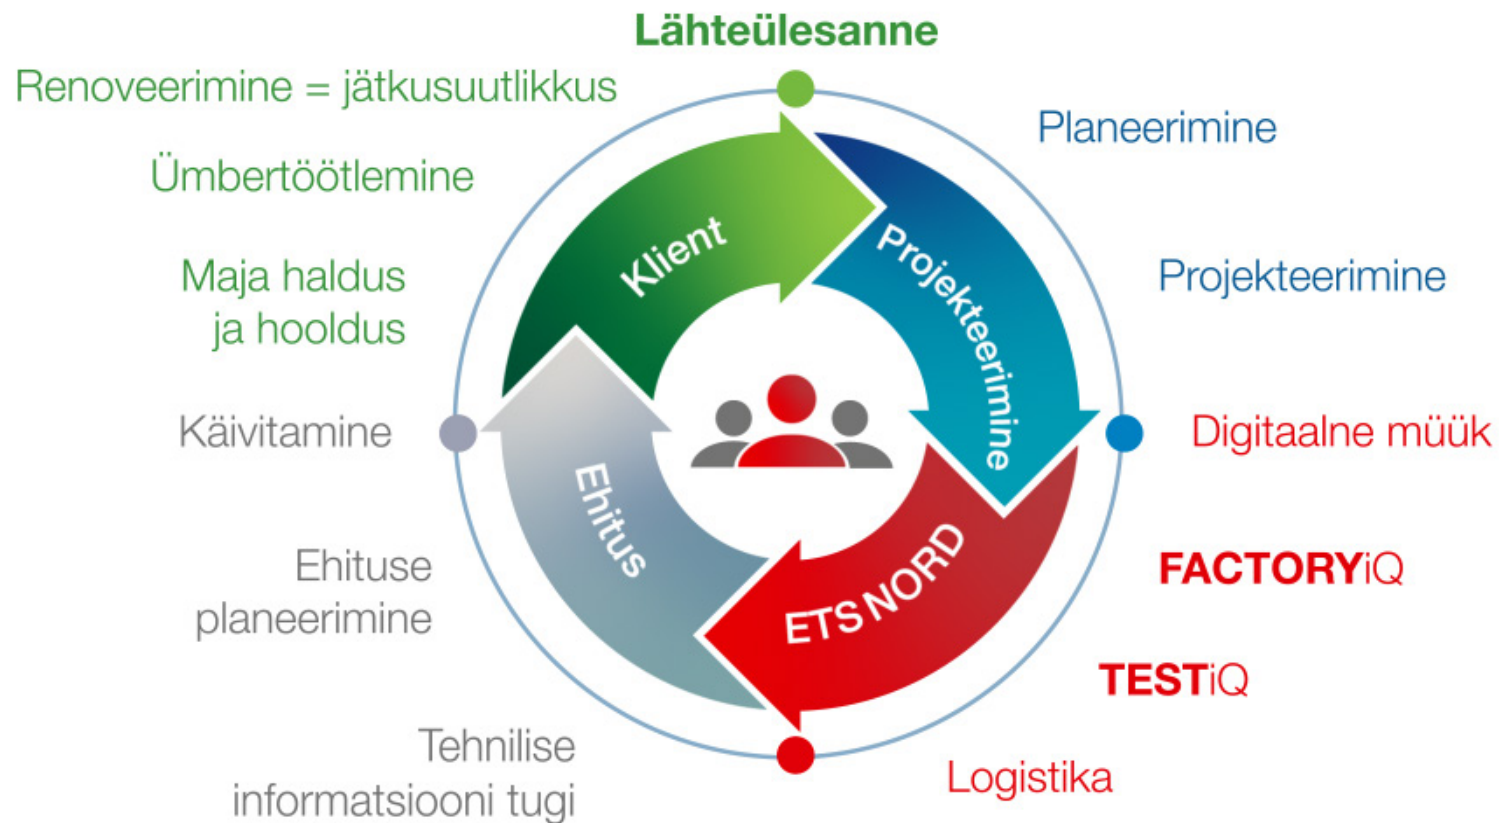 Lähteülesanne
Planeerimine
Projekteerimine
Digitaalne müük
FACTORYiQ
TESTiQ
Logistika
Tehnilise
informatsiooni tugi
Ehituse
planeerimine
Käivitamine
Maja haldus
ja hooldus
Ümbertöötlemine
Renoveerimine = jätkusuutlikkus
Klient
Projekteerimine
ETS NORD
Ehitus